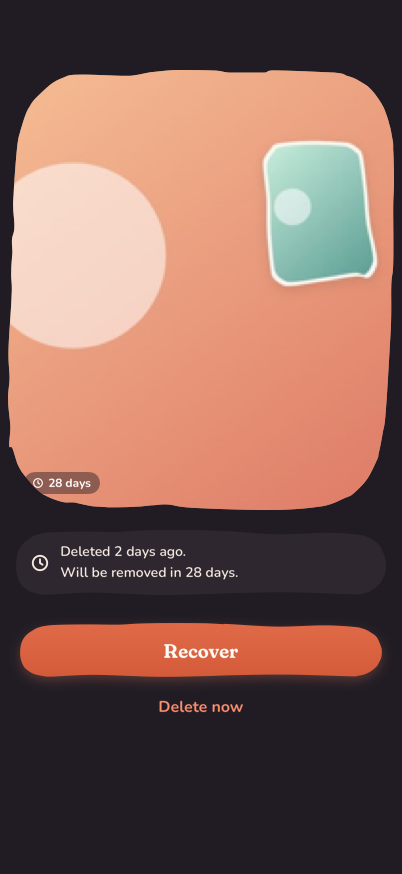 28 days
Deleted 2 days ago.
Will be removed in 28 days.
Recover
Delete now